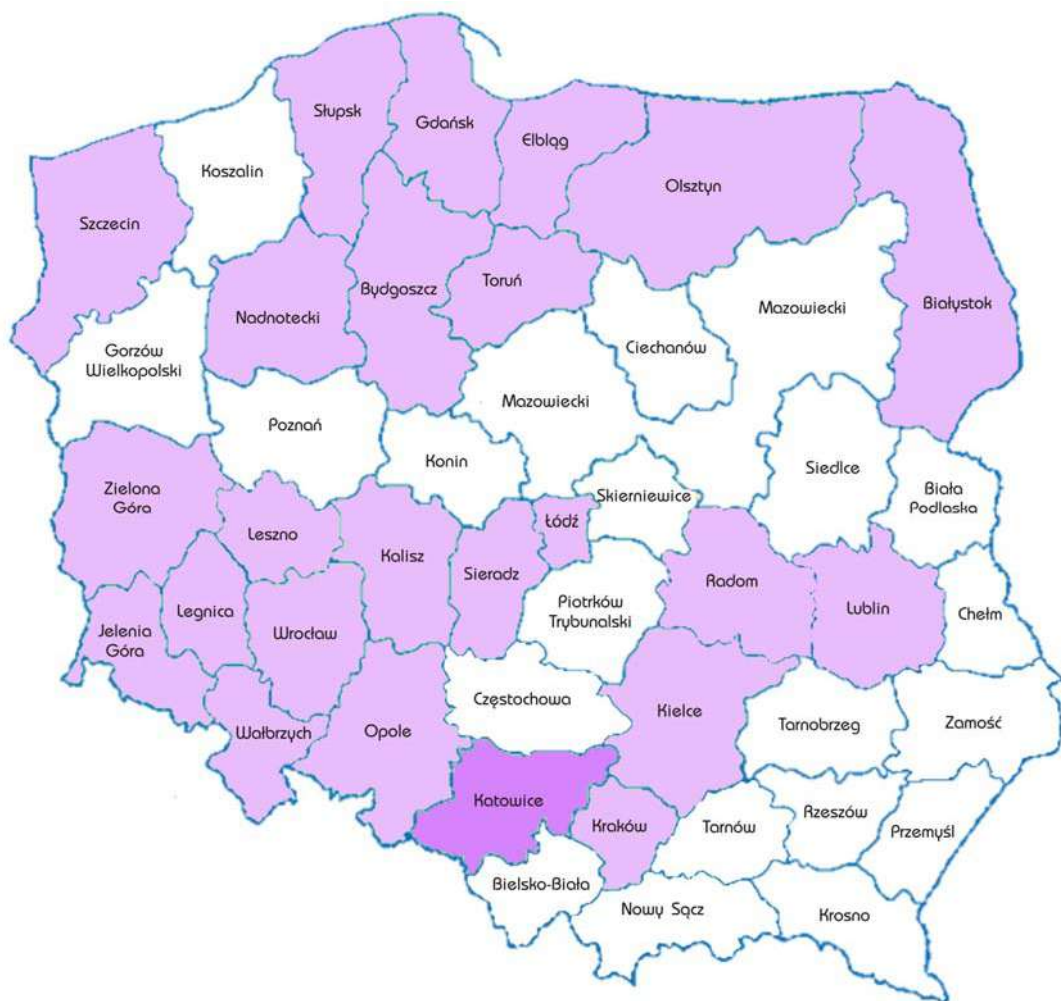 Słupsk
Gdańsk
Elbląg
Koszalin
Olsztyn
Szczecin
Bydgoszcz
Toruń
Nadnotecki
Mazowiecki
Białystok
Ciechanów
Gorzów
Wielkopolski
Mazowiecki
Poznań
Konin
Siedlce
Zielona
Góra
Skierniewice
Biała
Podlaska
Leszno
Łódź
Kalisz
Sieradz
Radom
Legnica
Piotrków
Trybunalski
Lublin
Chełm
Jelenia
Góra
Wrocław
Częstochowa
Kielce
Wałbrzych
Opole
Tarnobrzeg
Zamość
Katowice
Kraków
Tarnów
Rzeszów
Przemyśl
Bielsko-Biała
Nowy Sącz
Krosno